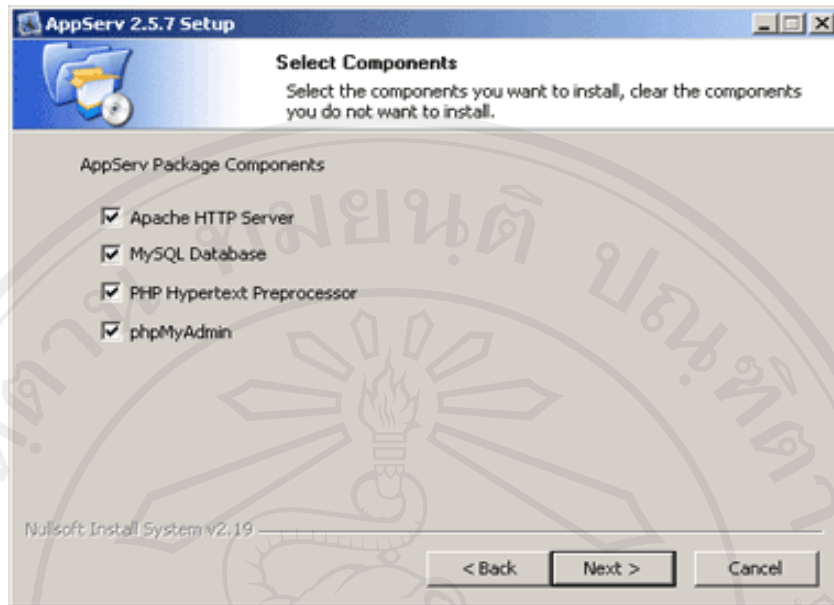 AppServ 2.5.7 Setup
Select Components
Select the components you want to install, clear the components
you do not want to install.
AppServ Package Components
Apache HTTP Server
MySQL Database
PHP Hypertext Preprocessor
phpMyAdmin
Nullsoft Install System v2.19
< Back
Next >
Cancel